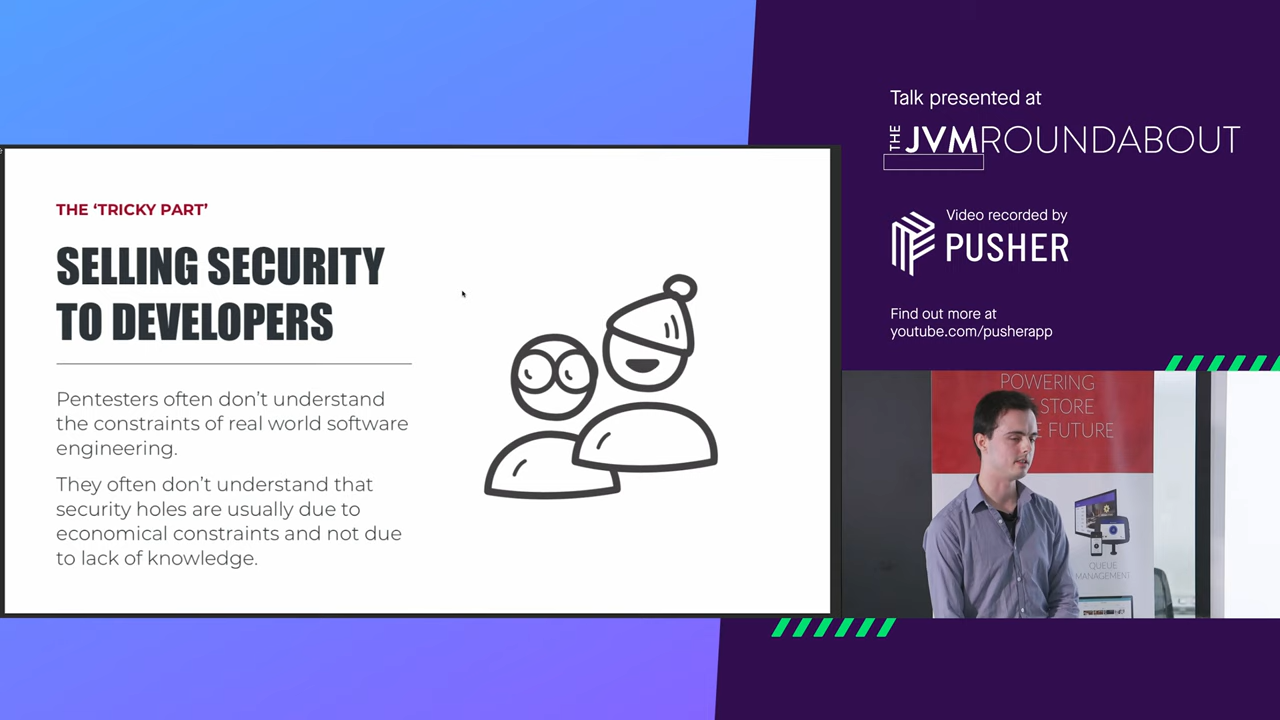 THE ‘TRICKY PART’
SELLING SECURITY
TO DEVELOPERS
Pentesters often don’t understand
the constraints of real world software
engineering.
They often don’t understand that
security holes are usually due to
economical constraints and not due
to lack of knowledge.
Talk presented at
THE JVMROUNDABOUT
Video recorded by
PUSHER
Find out more at
youtube.com/pusherapp
POWERING
STORE
FUTURE
QUEUE
MANAGEMENT